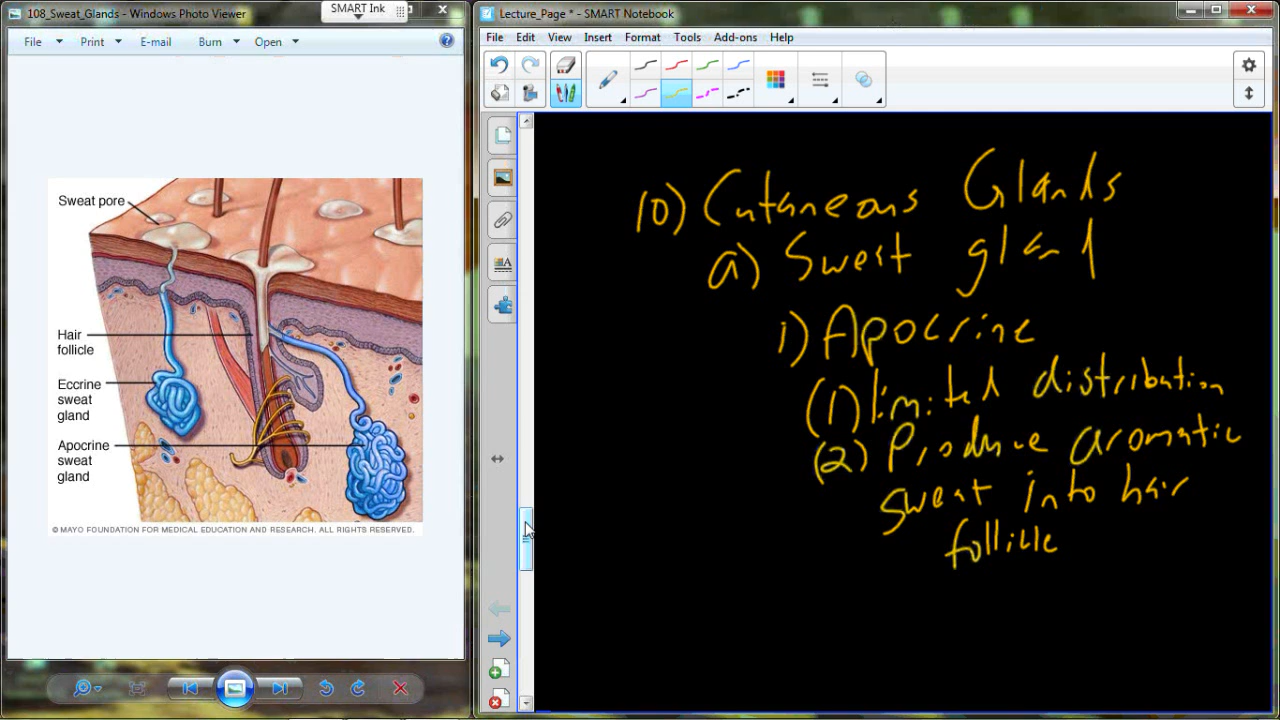 108_Sweat_Glands - Windows Photo Viewer
SMART Ink
File Print E-mail Burn Open
Sweat pore
Hair
follicle
Eccrine
sweat
gland
Apocrine
sweat
gland
© MAYO FOUNDATION FOR MEDICAL EDUCATION AND RESEARCH. ALL RIGHTS RESERVED.
Lecture_Page * - SMART Notebook
File Edit View Insert Format Tools Add-ons Help
10) Cutaneous Glands
a) Sweat gland
1) Apocrine
(1) limited distribution
(2) Produce aromatic
sweat into hair
follicle